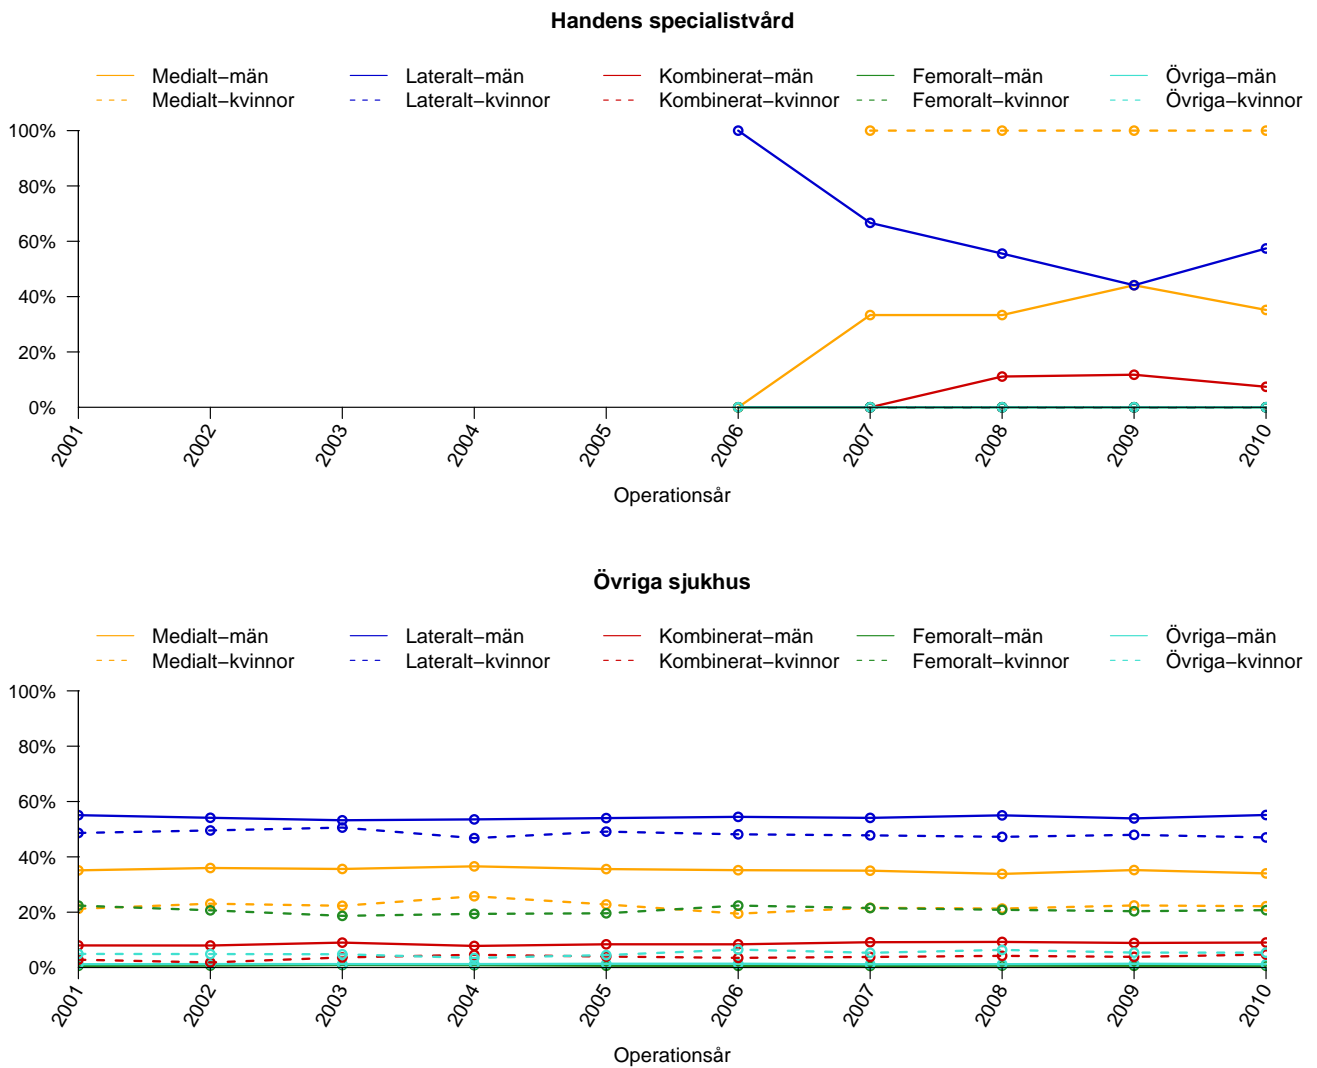 Handens specialistvård
Medialt−män Lateralt−män Kombinerat−män Femoralt−män Övriga−män
Medialt−kvinnor Lateralt−kvinnor Kombinerat−kvinnor Femoralt−kvinnor Övriga−kvinnor
100%
80%
60%
40%
20%
0%
2001 2002 2003 2004 2005 2006 2007 2008 2009 2010
Operationsår
Övriga sjukhus
Medialt−män Lateralt−män Kombinerat−män Femoralt−män Övriga−män
Medialt−kvinnor Lateralt−kvinnor Kombinerat−kvinnor Femoralt−kvinnor Övriga−kvinnor
100%
80%
60%
40%
20%
0%
2001 2002 2003 2004 2005 2006 2007 2008 2009 2010
Operationsår